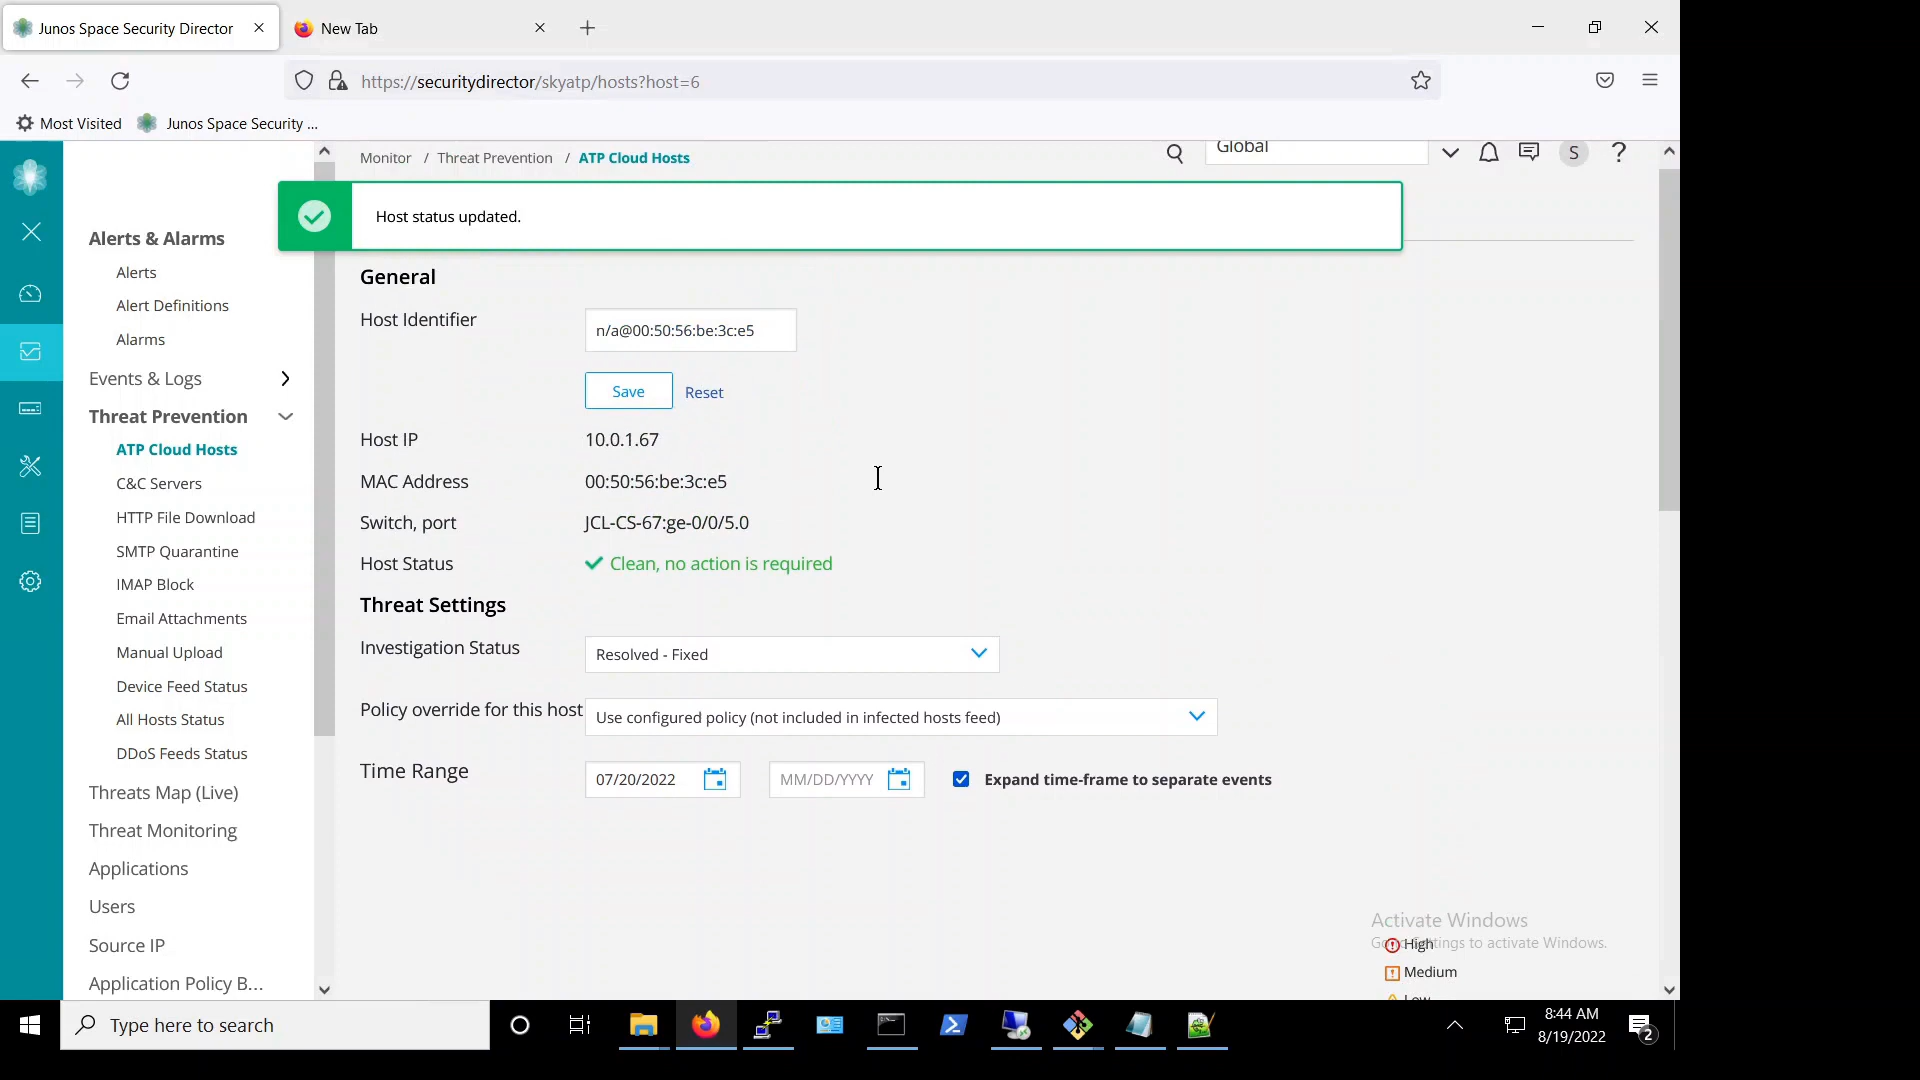 Junos Space Security Director
New Tab
https://securitydirector/skyatp/hosts?host=6
Most Visited
Junos Space Security ...
Monitor / Threat Prevention / ATP Cloud Hosts
Global
S
Host status updated.
Alerts & Alarms
Alerts
Alert Definitions
Alarms
Events & Logs
Threat Prevention
ATP Cloud Hosts
C&C Servers
HTTP File Download
SMTP Quarantine
IMAP Block
Email Attachments
Manual Upload
Device Feed Status
All Hosts Status
DDoS Feeds Status
Threats Map (Live)
Threat Monitoring
Applications
Users
Source IP
Application Policy B...
General
Host Identifier
n/a@00:50:56:be:3c:e5
Save
Reset
Host IP
10.0.1.67
MAC Address
00:50:56:be:3c:e5
Switch, port
JCL-CS-67:ge-0/0/5.0
Host Status
Clean, no action is required
Threat Settings
Investigation Status
Resolved - Fixed
Policy override for this host
Use configured policy (not included in infected hosts feed)
Time Range
07/20/2022
MM/DD/YYYY
Expand time-frame to separate events
Activate Windows
to activate Windows.
High
Medium
Low
Type here to search
8:44 AM
8/19/2022
2